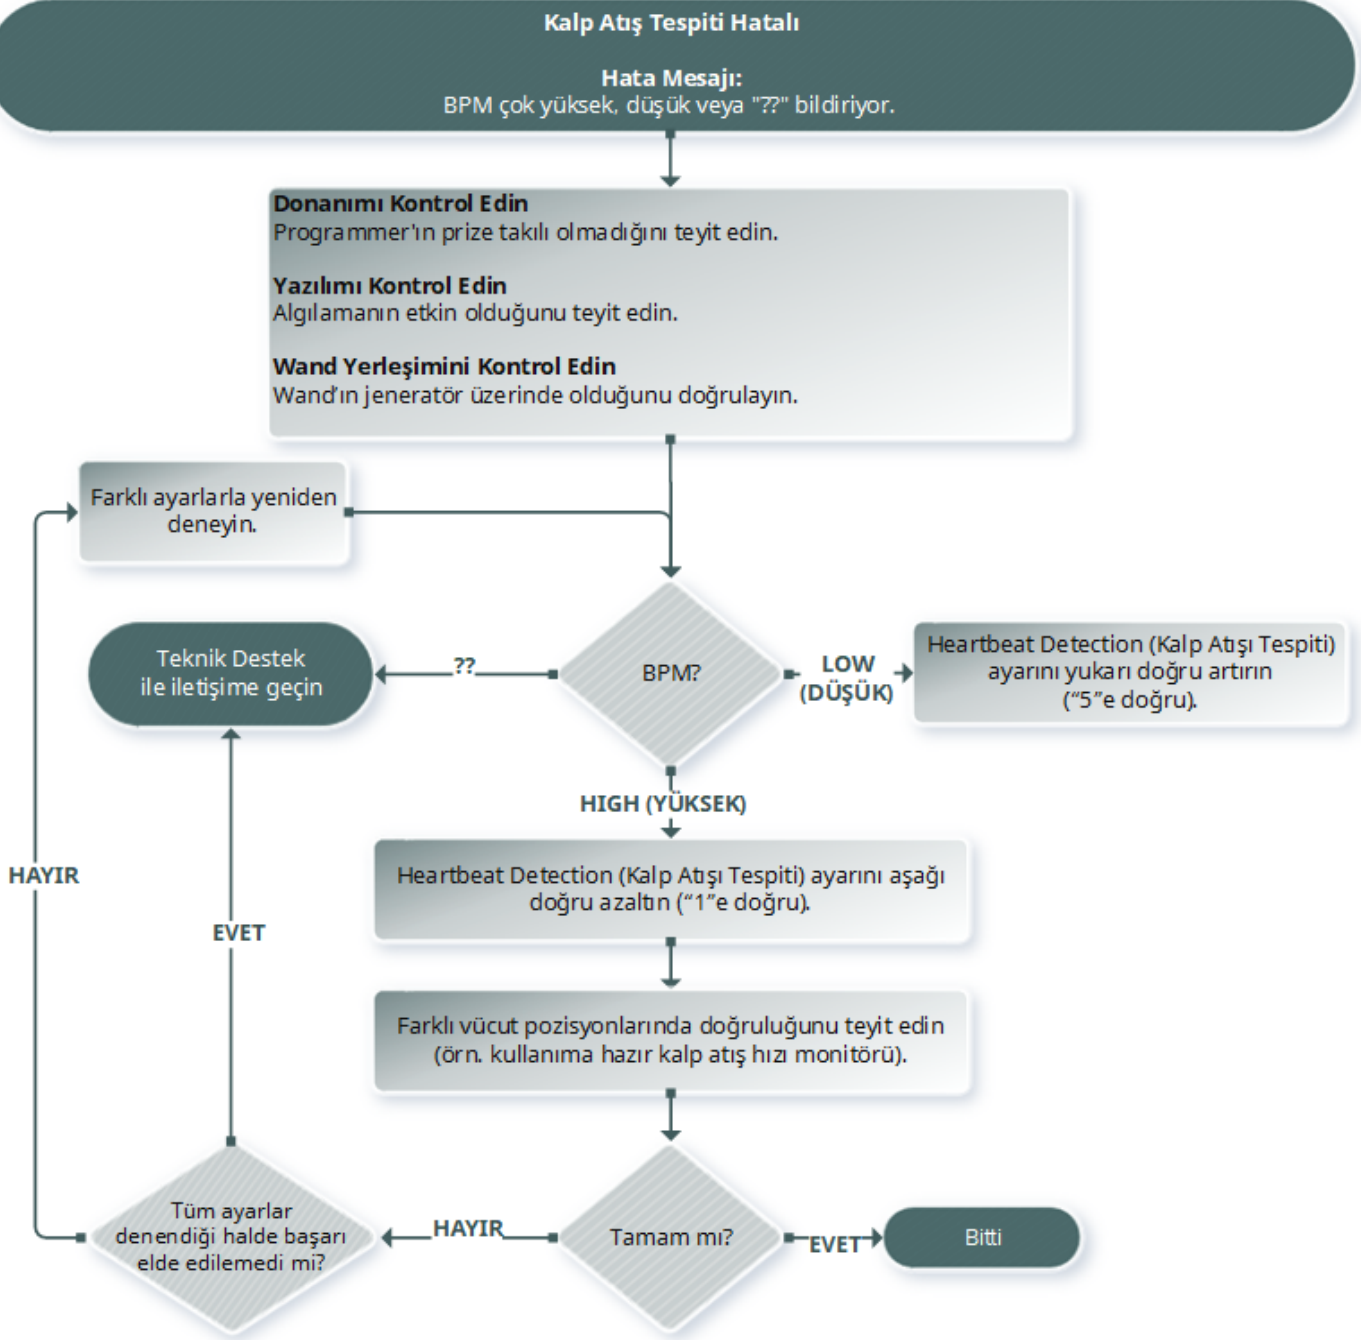 Kalp Atış Tespiti Hatalı
Hata Mesajı:
BPM çok yüksek, düşük veya "??" bildiriyor.
Donanımı Kontrol Edin
Programmer'ın prize takılı olmadığını teyit edin.
Yazılımı Kontrol Edin
Algılamanın etkin olduğunu teyit edin.
Wand Yerleşimini Kontrol Edin
Wand'ın jeneratör üzerinde olduğunu doğrulayın.
Farklı ayarlarla yeniden
deneyin.
Teknik Destek
ile iletişime geçin
??
BPM?
LOW
(DÜŞÜK)
Heartbeat Detection (Kalp Atışı Tespiti)
ayarını yukarı doğru artırın
(“5”e doğru).
HIGH (YÜKSEK)
Heartbeat Detection (Kalp Atışı Tespiti) ayarını aşağı
doğru azaltın (“1”e doğru).
HAYIR
EVET
Farklı vücut pozisyonlarında doğruluğunu teyit edin
(örn. kullanıma hazır kalp atış hızı monitörü).
Tüm ayarlar
denendiği halde başarı
elde edilemedi mi?
HAYIR
Tamam mı?
EVET
Bitti